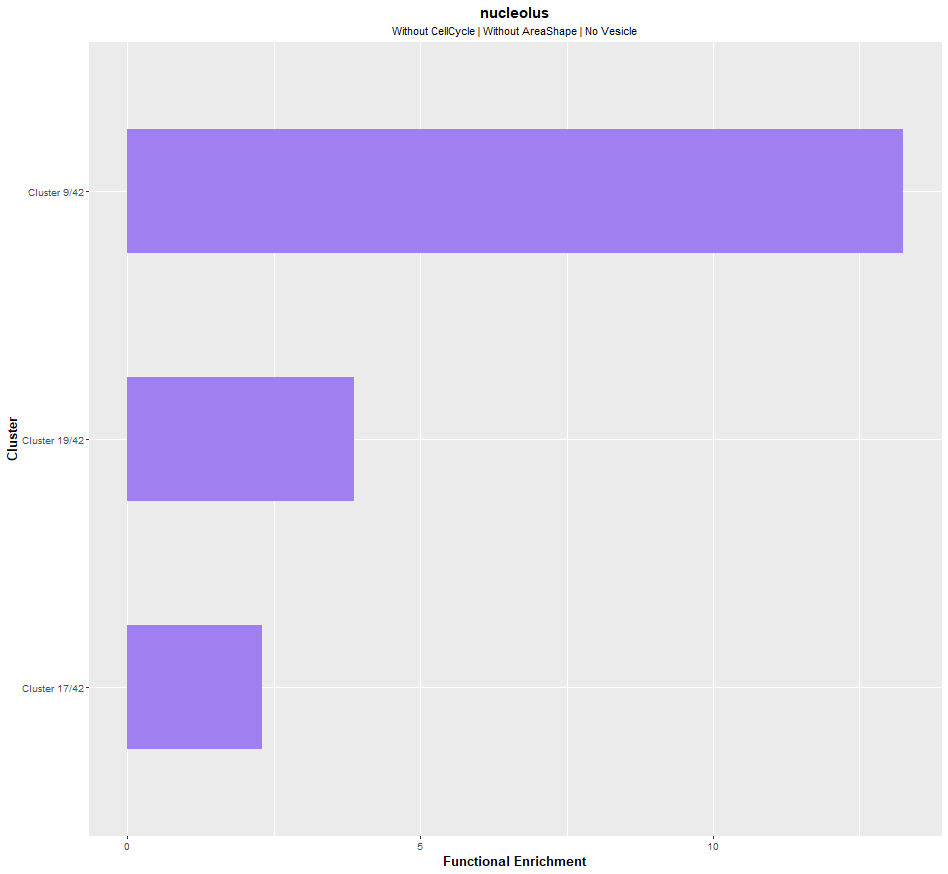 nucleolus
Without CellCycle | Without AreaShape | No Vesicle
Cluster
Cluster 9/42
Cluster 19/42
Cluster 17/42
0 5 10
Functional Enrichment